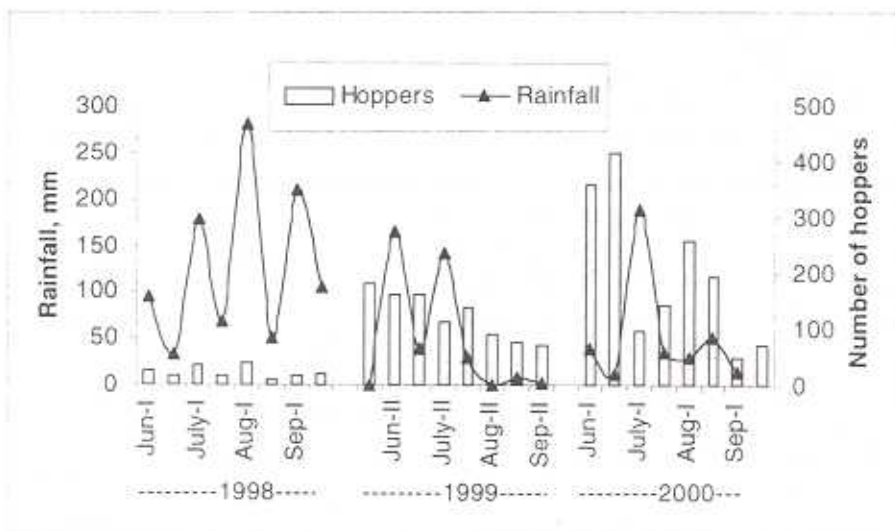 Hoppers
Rainfall
300
250
200
150
100
50
0
Rainfall, mm
500
400
300
200
100
0
Number of hoppers
Jun-I
July-I
Aug-I
Sep-I
Jun-II
July-II
Aug-II
Sep-II
Jun-I
July-I
Aug-I
Sep-I
1998
1999
2000